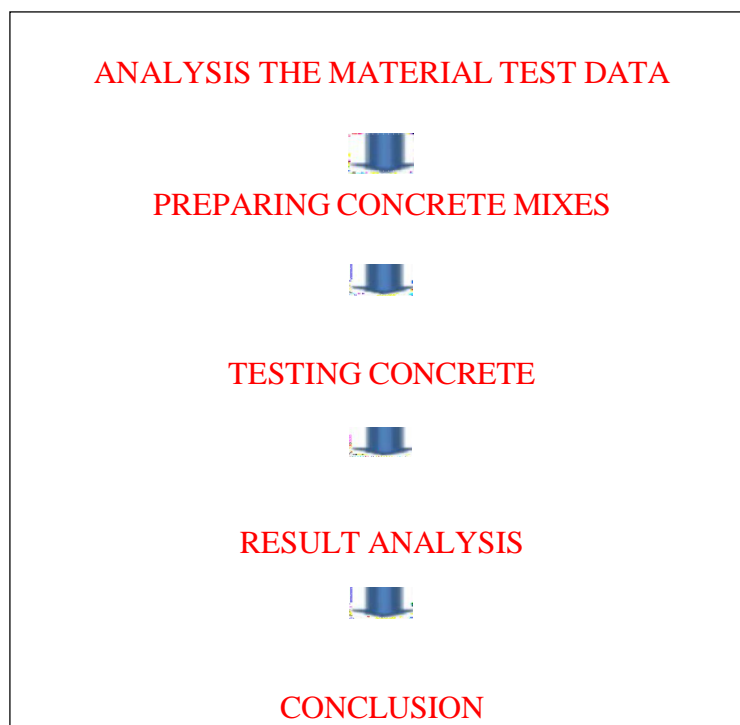 ANALYSIS THE MATERIAL TEST DATA
PREPARING CONCRETE MIXES
TESTING CONCRETE
RESULT ANALYSIS
CONCLUSION